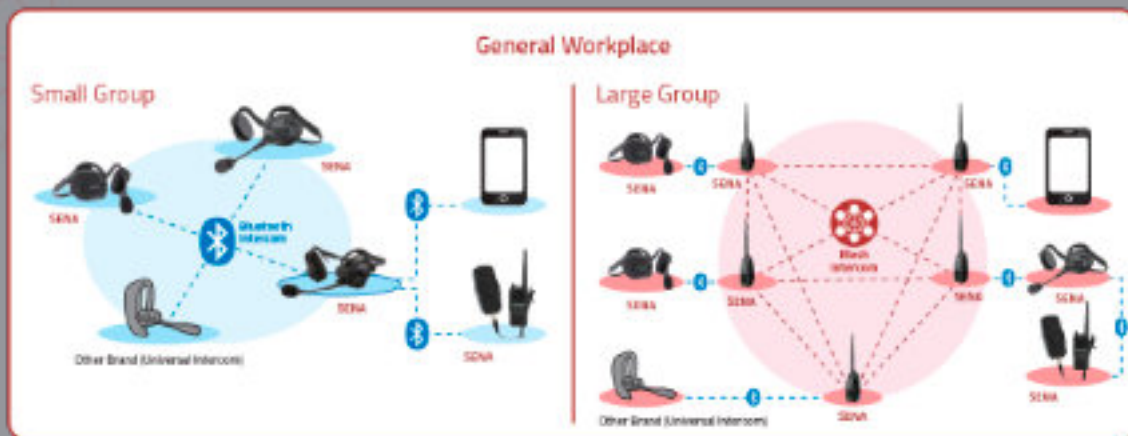 General Workplace
Small Group
SENA
SENA
Bluetooth
Intercom
SENA
Other Brand (Universal Intercom)
SENA
Large Group
SENA
SENA
SENA
Mesh
Intercom
SENA
SENA
SENA
SENA
SENA
SENA
Other Brand (Universal Intercom)